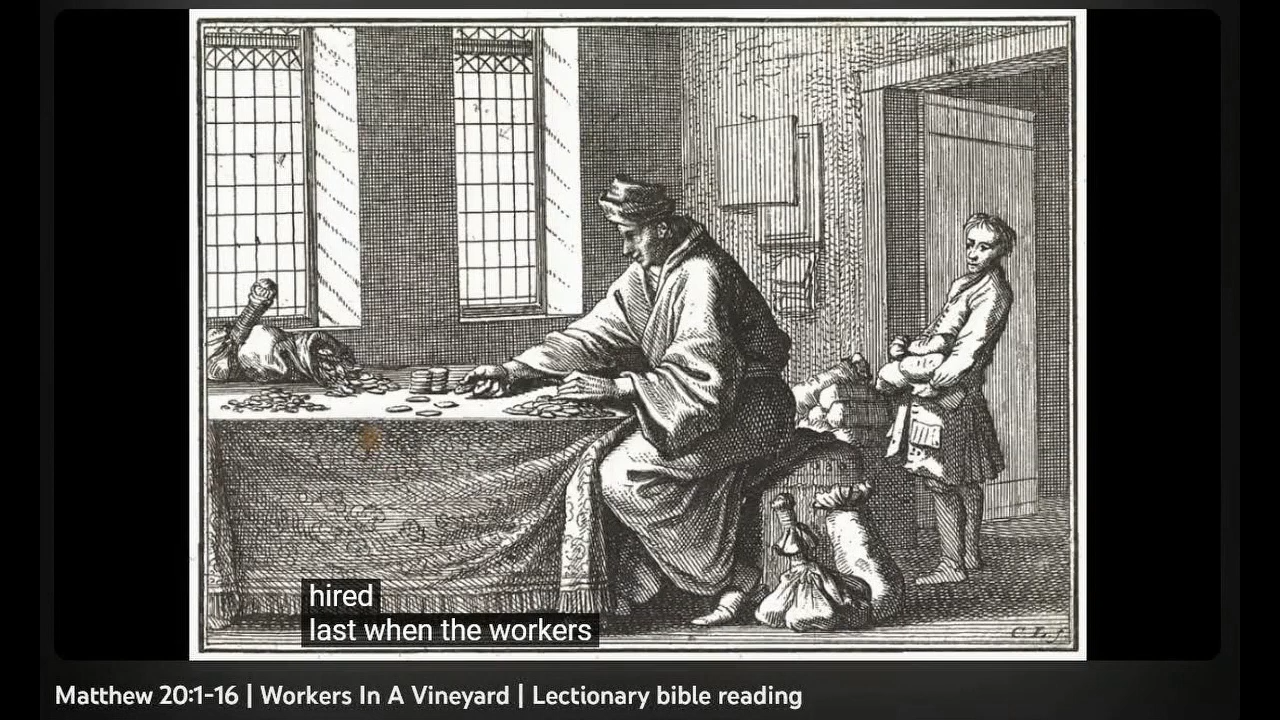 C. L. f.
hired
last when the workers
Matthew 20:1-16 | Workers In A Vineyard | Lectionary bible reading